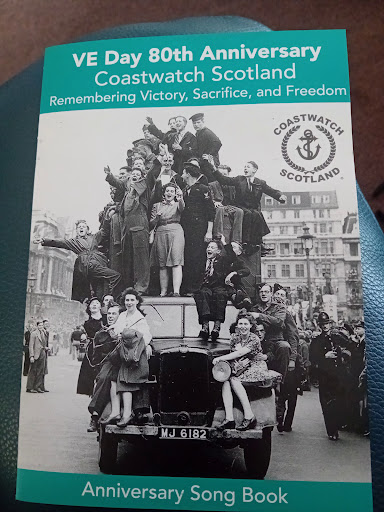 VE Day 80th Anniversary
Coastwatch Scotland
Remembering Victory, Sacrifice, and Freedom
COASTWATCH
SCOTLAND
MJ 6182
Anniversary Song Book